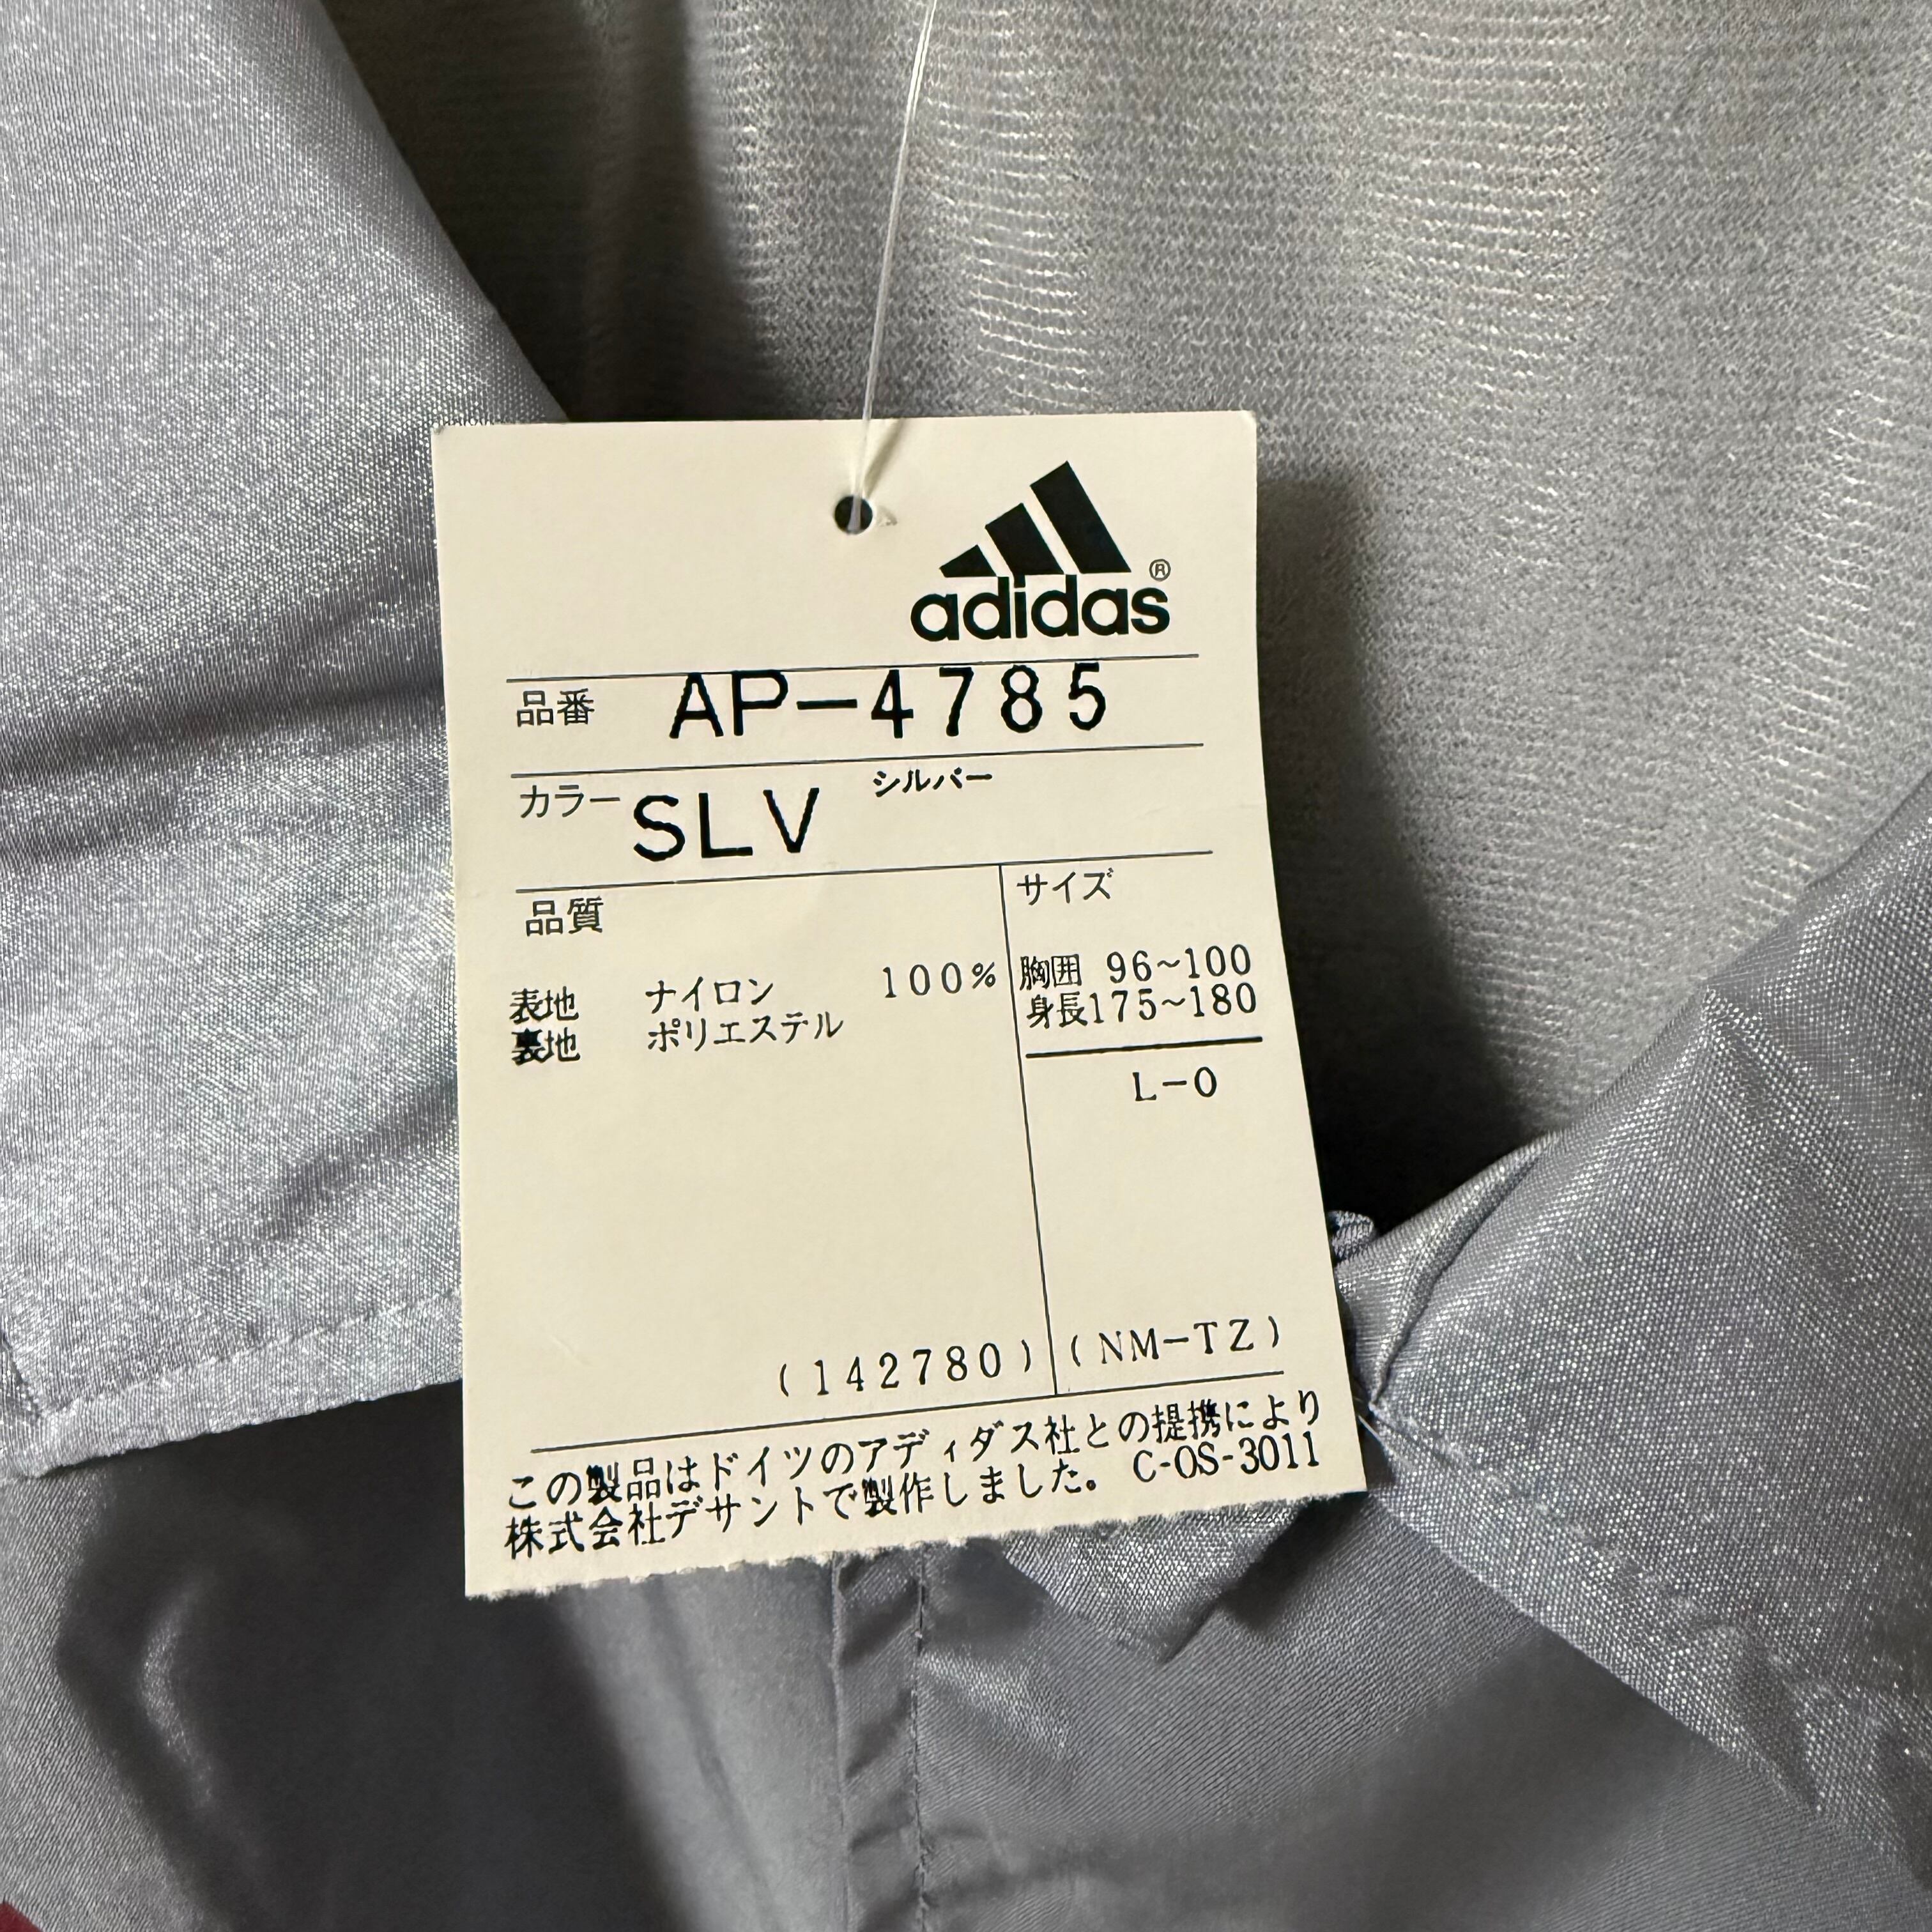 adidas®
品番 AP-4785
カラー SLV シルバー
品質
サイズ
表地 ナイロン 100%
裏地 ポリエステル
胸囲 96~100
身長175~180
L-O
(142780)
(NM-TZ)
この製品はドイツのアディダス社との提携により
株式会社デサントで製作しました。 C-OS-3011